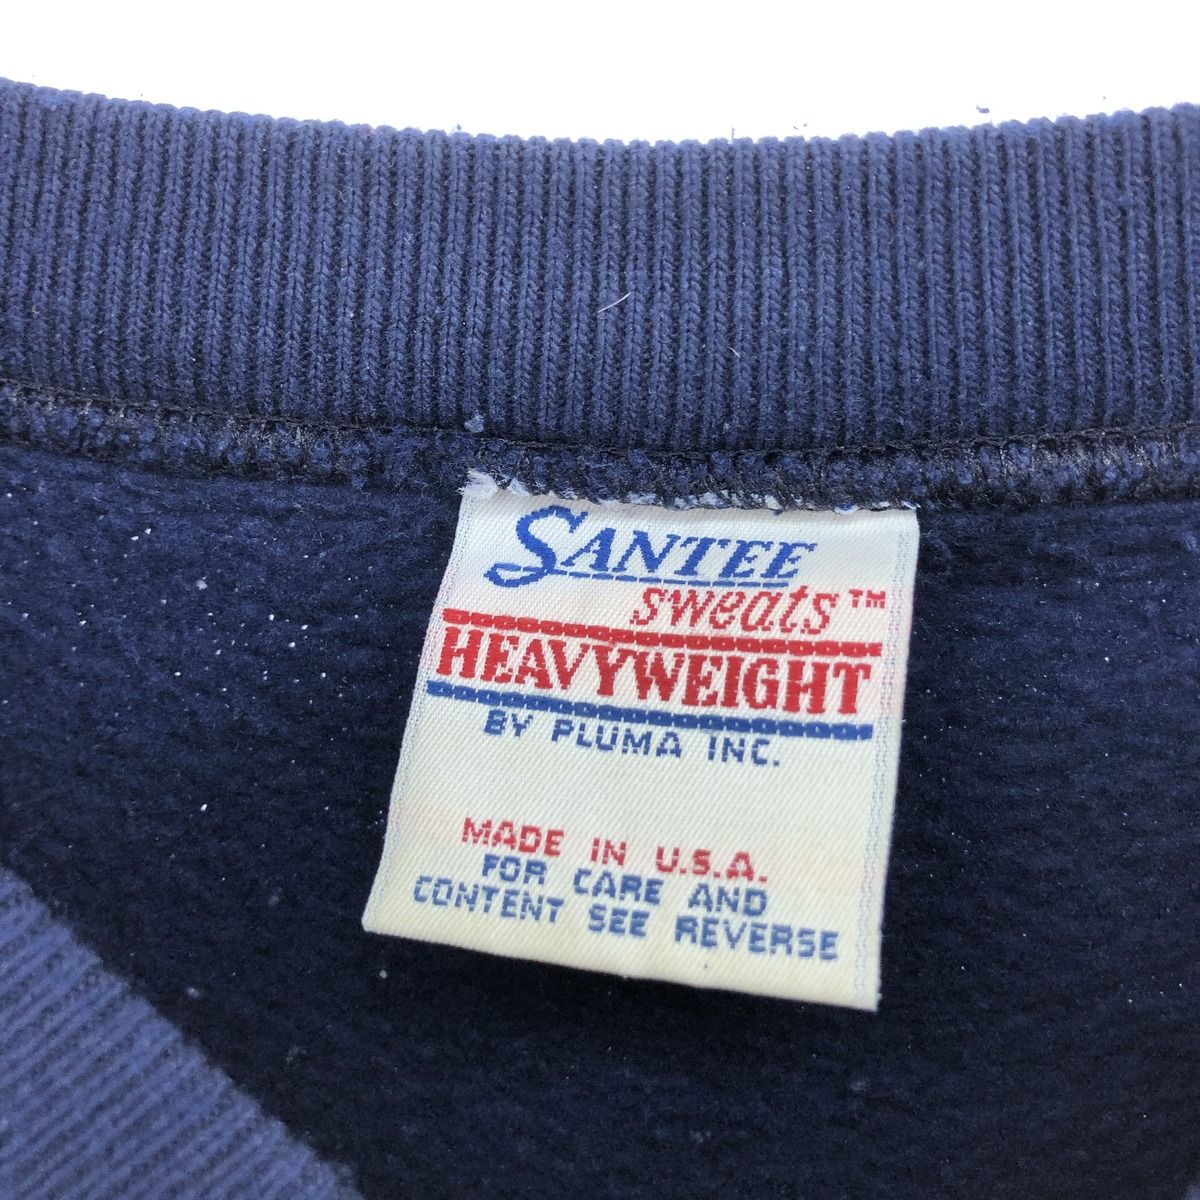 SANTEE
sweats™
HEAVYWEIGHT
BY PLUMA INC.
MADE IN U.S.A.
FOR CARE AND
CONTENT SEE REVERSE